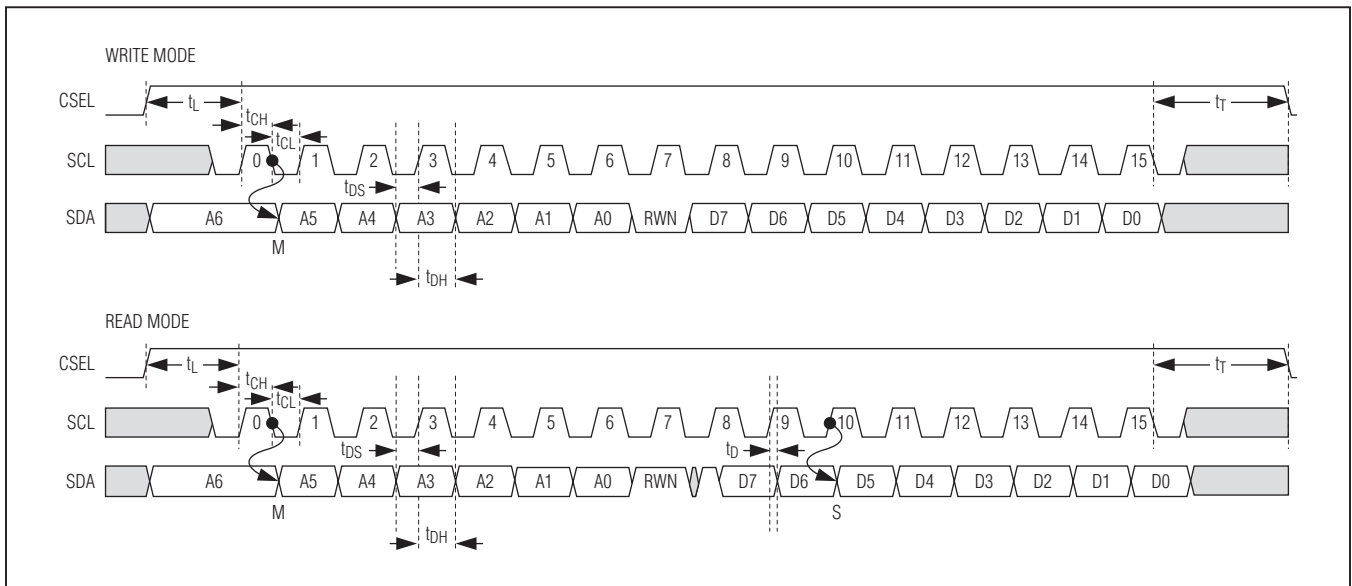 WRITE MODE
CSEL
tL
tT
tCH
tCL
SCL 0 1 2 3 4 5 6 7 8 9 10 11 12 13 14 15
tDS
SDA A6 A5 A4 A3 A2 A1 A0 RWN D7 D6 D5 D4 D3 D2 D1 D0
M
tDH
READ MODE
CSEL
tL
tT
tCH
tCL
SCL 0 1 2 3 4 5 6 7 8 9 10 11 12 13 14 15
tDS tD
SDA A6 A5 A4 A3 A2 A1 A0 RWN D7 D6 D5 D4 D3 D2 D1 D0
M S
tDH